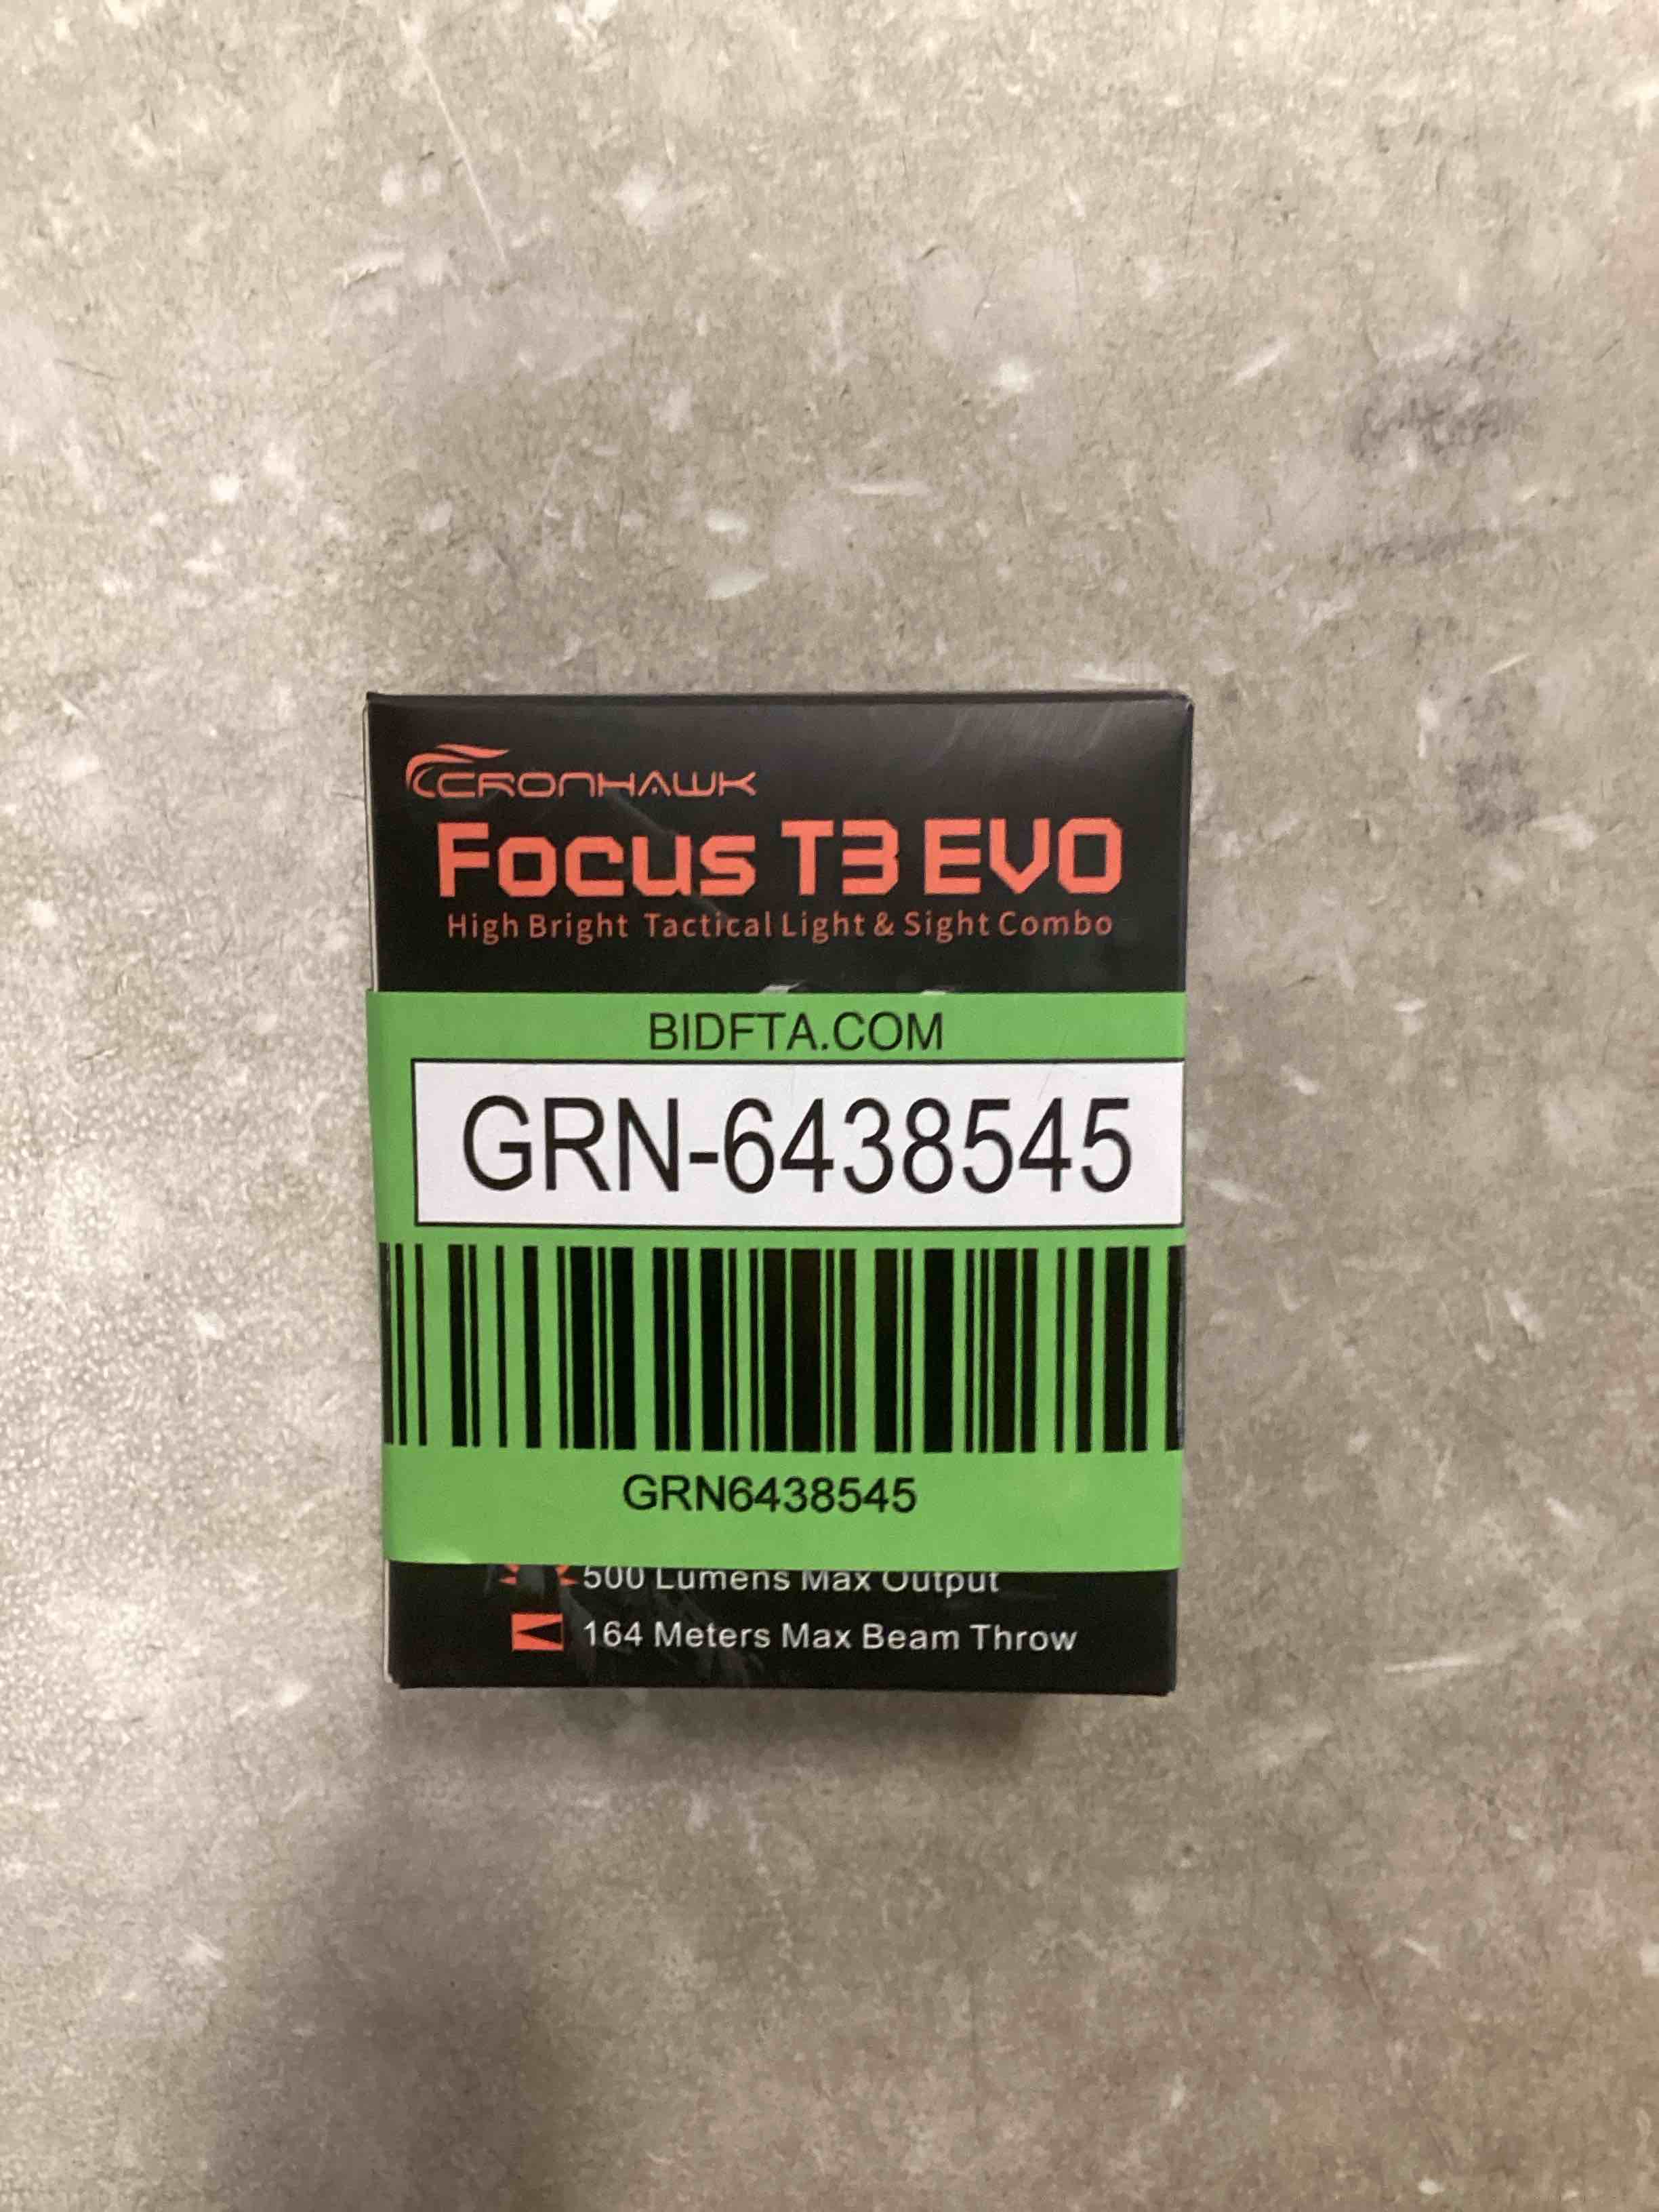 CRONHAWK
Focus T3 EVO
High Bright Tactical Light & Sight Combo
BIDFTA.COM
GRN-6438545
GRN6438545
500 Lumens Max Output
164 Meters Max Beam Throw